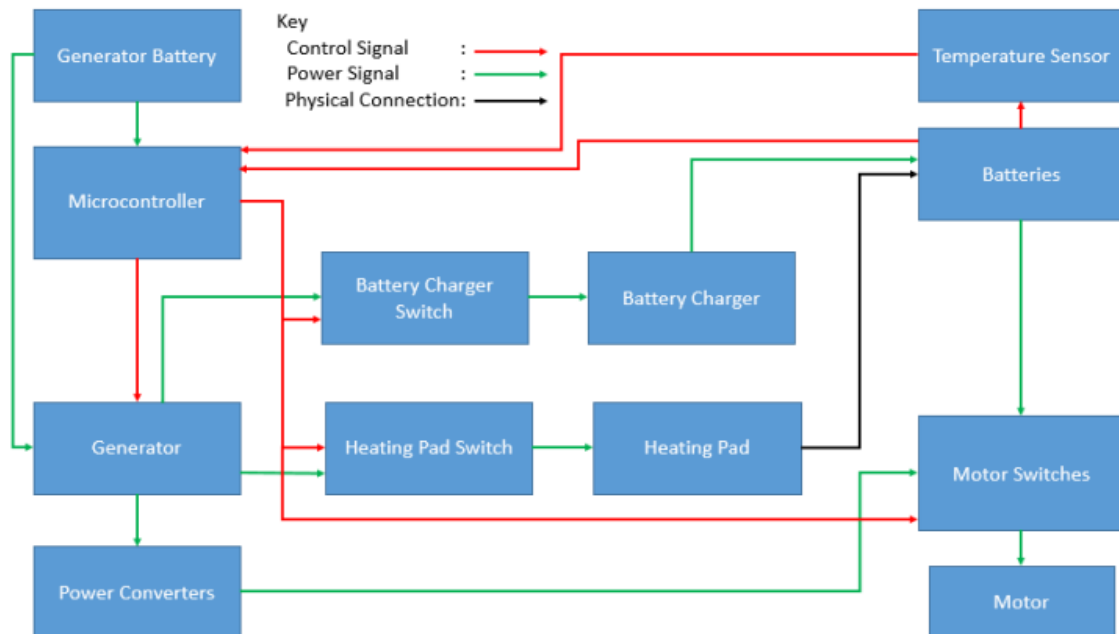 Key
Control Signal :
Power Signal :
Physical Connection:
Generator Battery
Temperature Sensor
Microcontroller
Batteries
Battery Charger
Switch
Battery Charger
Generator
Heating Pad Switch
Heating Pad
Motor Switches
Power Converters
Motor